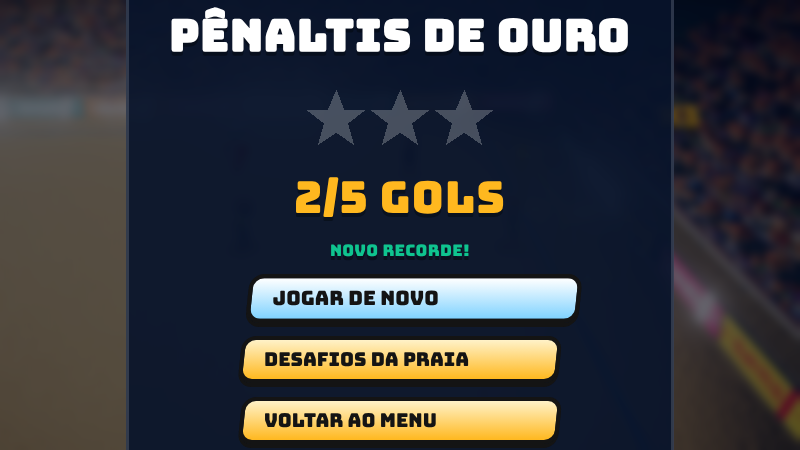 PÊNALTIS DE OURO
2/5 GOLS
NOVO RECORDE!
JOGAR DE NOVO
DESAFIOS DA PRAIA
VOLTAR AO MENU